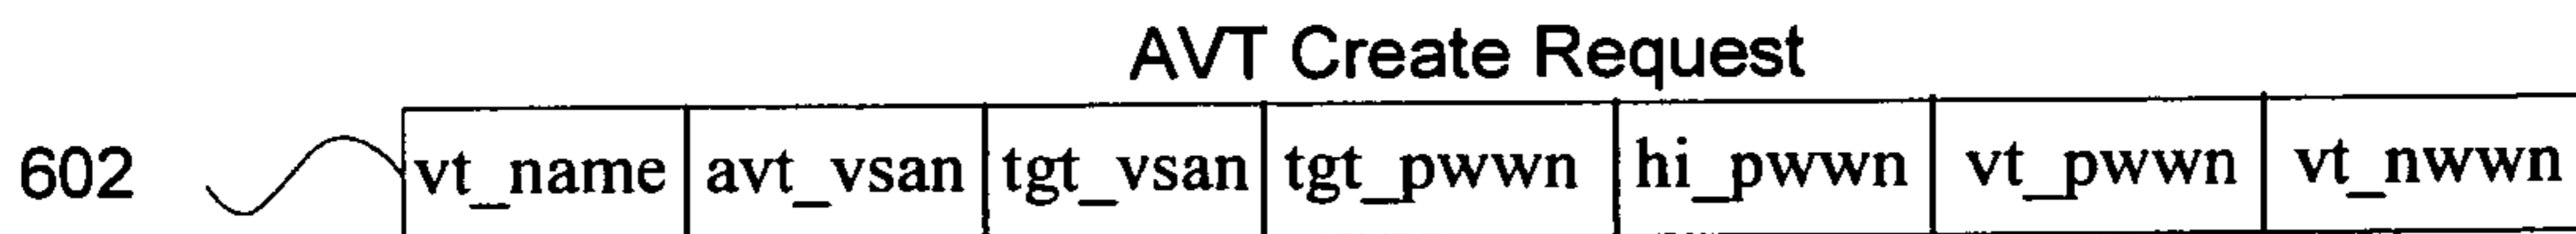 AVT Create Request
602 vt_name avt_vsan tgt_vsan tgt_pwwn hi_pwwn vt_pwwn vt_nwwn